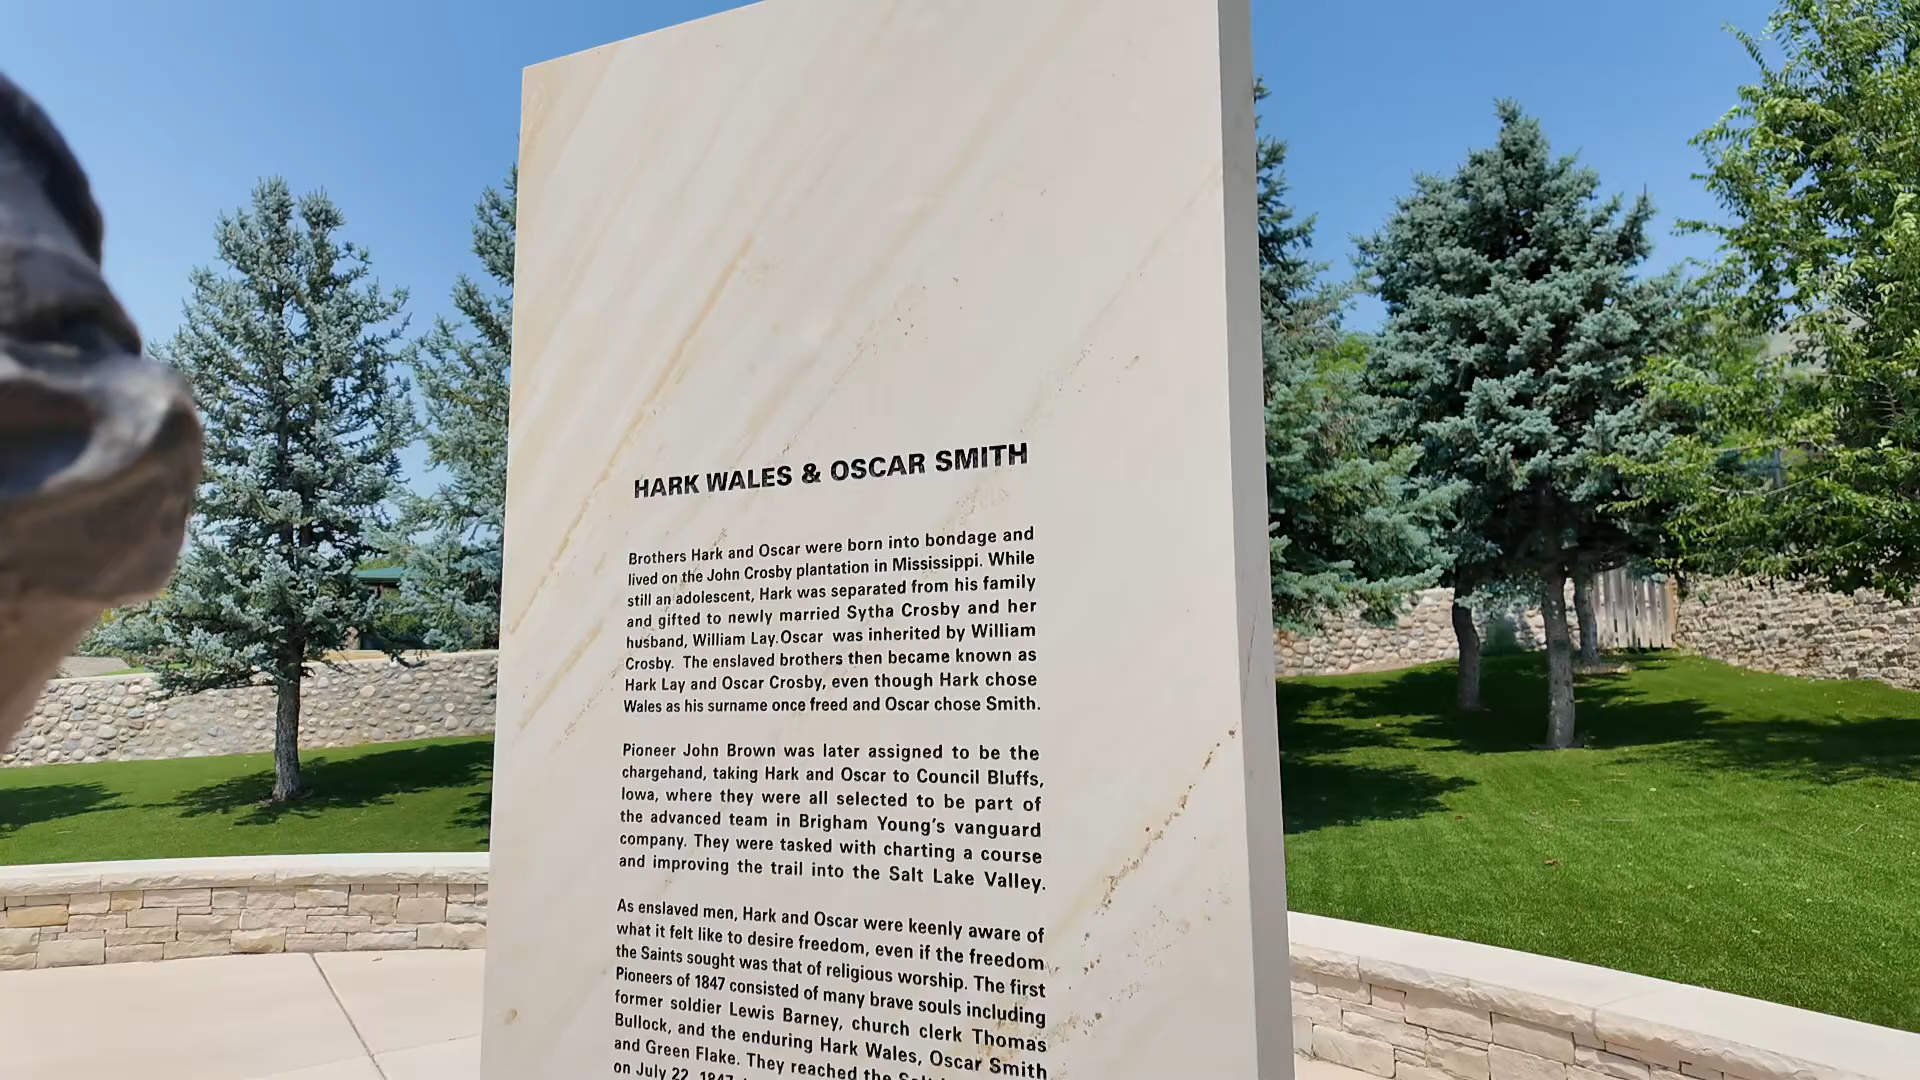 HARK WALES & OSCAR SMITH
Brothers Hark and Oscar were born into bondage and
lived on the John Crosby plantation in Mississippi. While
still an adolescent, Hark was separated from his family
and gifted to newly married Sytha Crosby and her
husband, William Lay.Oscar was inherited by William
Crosby. The enslaved brothers then became known as
Hark Lay and Oscar Crosby, even though Hark chose
Wales as his surname once freed and Oscar chose Smith.
Pioneer John Brown was later assigned to be the
chargehand, taking Hark and Oscar to Council Bluffs,
Iowa, where they were all selected to be part of
the advanced team in Brigham Young's vanguard
company. They were tasked with charting a course
and improving the trail into the Salt Lake Valley.
As enslaved men, Hark and Oscar were keenly aware of
what it felt like to desire freedom, even if the freedom
the Saints sought was that of religious worship. The first
Pioneers of 1847 consisted of many brave souls including
former soldier Lewis Barney, church clerk Thomas
Bullock, and the enduring Hark Wales, Oscar Smith
and Green Flake. They reached the
on July 22, 1847